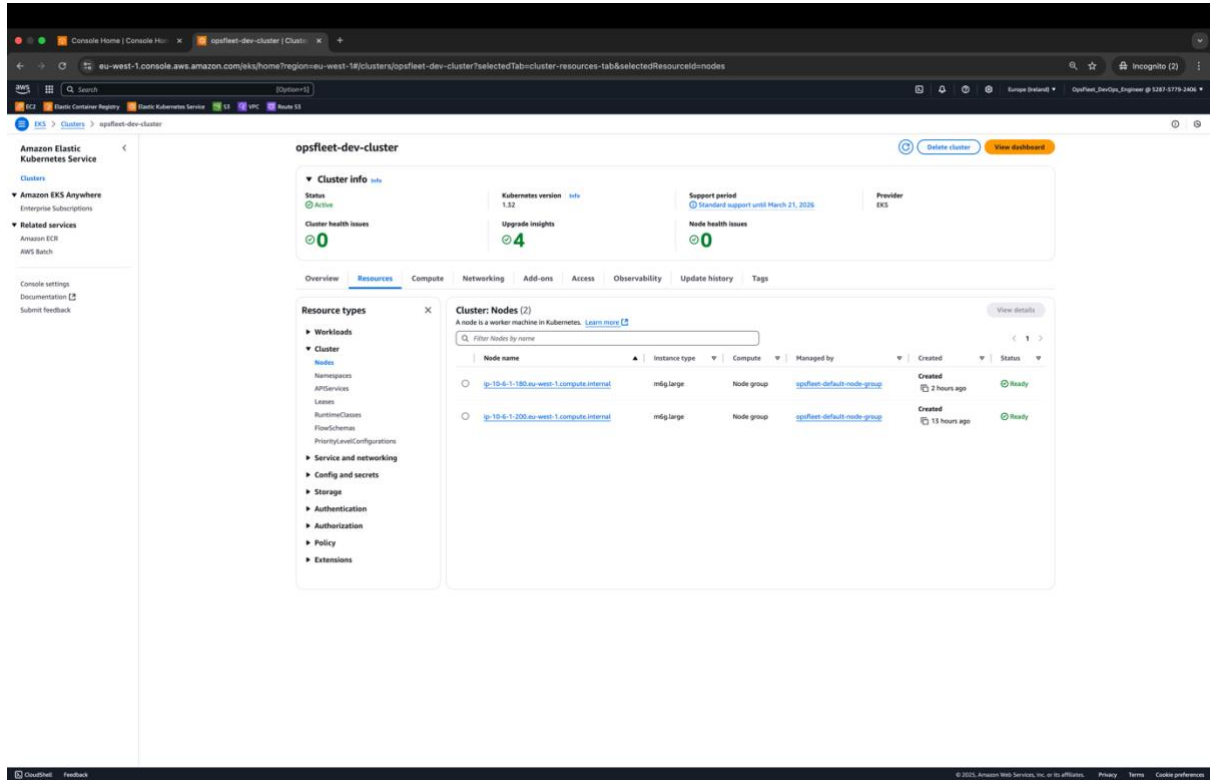 Console Home | Console Hom
opsfleet-dev-cluster | Cluste
eu-west-1.console.aws.amazon.com/eks/home?region=eu-west-1#/clusters/opsfleet-dev-cluster?selectedTab=cluster-resources-tab&selectedResourceId=nodes
Incognito (2)
aws
Search
[Option+S]
Europe (Ireland)
OpsFleet_DevOps_Engineer @ 5287-5779-2406
EC2 Elastic Container Registry Elastic Kubernetes Service S3 VPC Route 53
EKS > Clusters > opsfleet-dev-cluster
Amazon Elastic
Kubernetes Service
Clusters
Amazon EKS Anywhere
Enterprise Subscriptions
Related services
Amazon ECR
AWS Batch
Console settings
Documentation
Submit feedback
opsfleet-dev-cluster
Delete cluster
View dashboard
Cluster info Info
Status
Active
Kubernetes version Info
1.32
Support period
Standard support until March 21, 2026
Provider
EKS
Cluster health issues
0
Upgrade insights
4
Node health issues
0
Overview Resources Compute Networking Add-ons Access Observability Update history Tags
Resource types
Workloads
Cluster
Nodes
Namespaces
APIServices
Leases
RuntimeClasses
FlowSchemas
PriorityLevelConfigurations
Service and networking
Config and secrets
Storage
Authentication
Authorization
Policy
Extensions
Cluster: Nodes (2)
View details
A node is a worker machine in Kubernetes. Learn more
Filter Nodes by name
1
Node name Instance type Compute Managed by Created Status
ip-10-6-1-180.eu-west-1.compute.internal m6g.large Node group opsfleet-default-node-group Created 2 hours ago Ready
ip-10-6-1-200.eu-west-1.compute.internal m6g.large Node group opsfleet-default-node-group Created 13 hours ago Ready
CloudShell Feedback
© 2025, Amazon Web Services, Inc. or its affiliates. Privacy Terms Cookie preferences